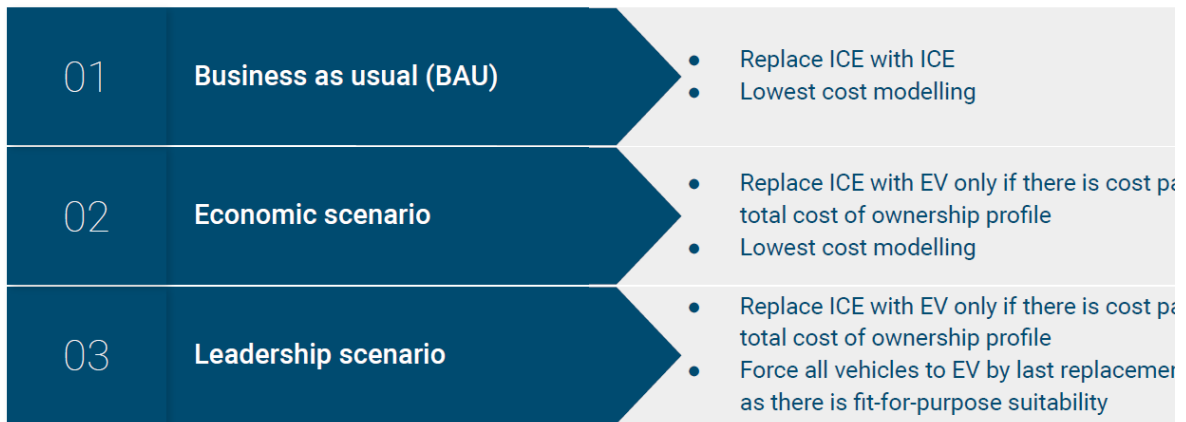 01
Business as usual (BAU)
● Replace ICE with ICE
● Lowest cost modelling
02
Economic scenario
● Replace ICE with EV only if there is cost
total cost of ownership profile
● Lowest cost modelling
03
Leadership scenario
● Replace ICE with EV only if there is cost
total cost of ownership profile
● Force all vehicles to EV by last
as there is fit-for-purpose suitability